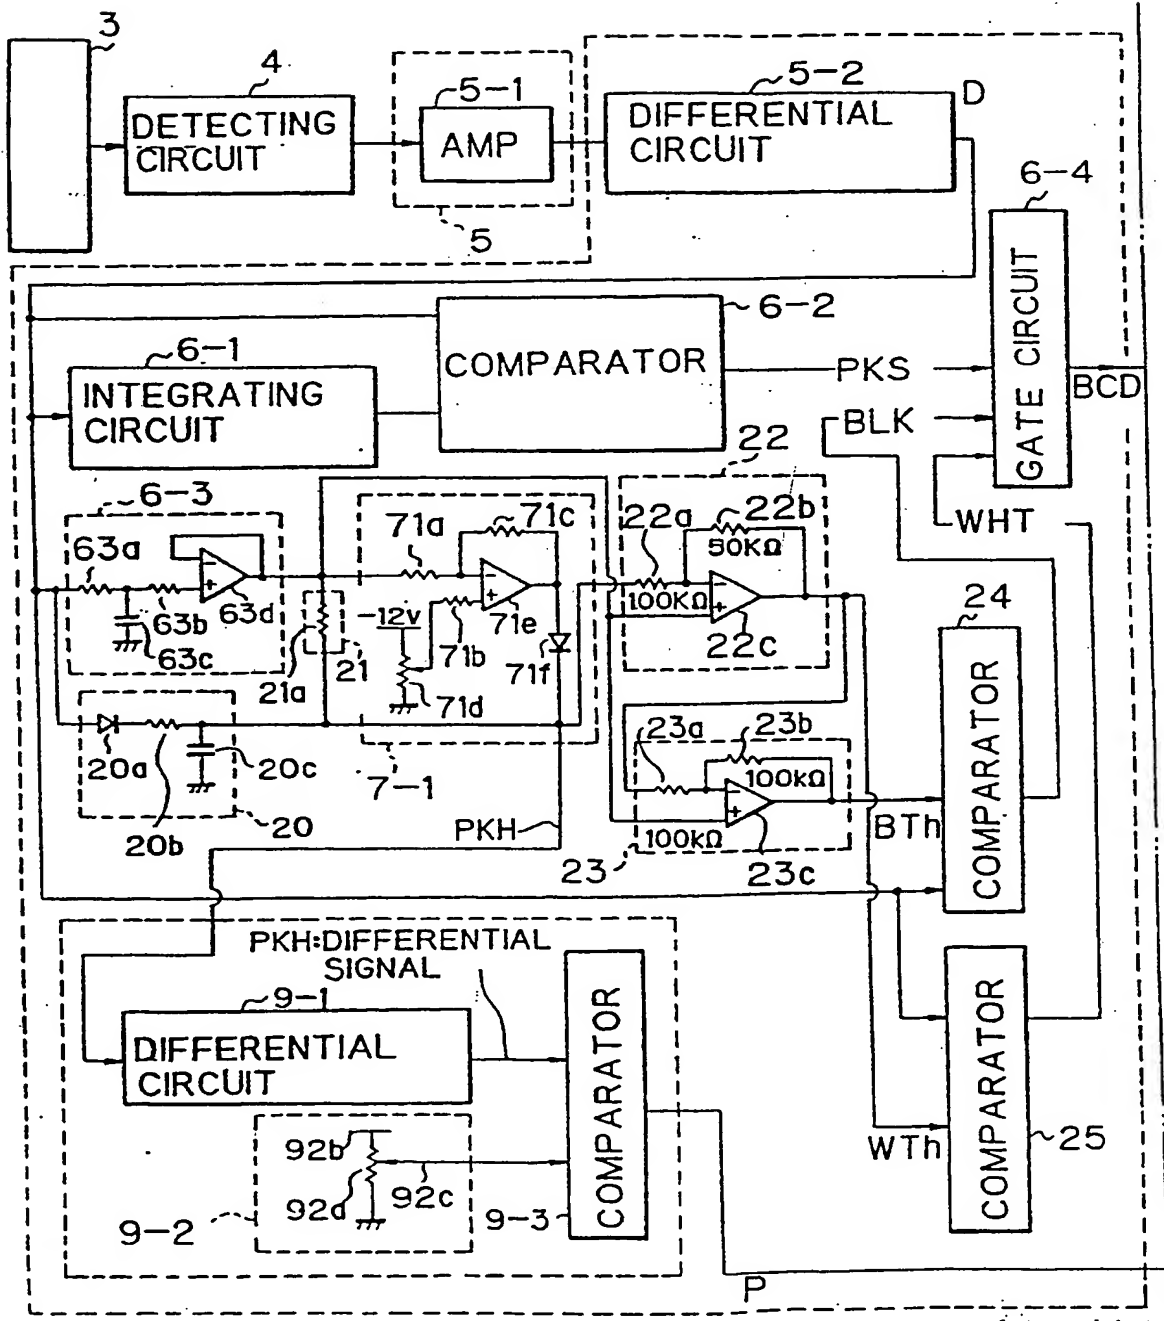 3
4
5-1
5-2
D
DETECTING
CIRCUIT
AMP
DIFFERENTIAL
CIRCUIT
5
6-4
6-2
6-1
COMPARATOR
PKS
GATE CIRCUIT
BCD
INTEGRATING
CIRCUIT
BLK
22
6-3
71a
71c
22a
22b
50KΩ
WHT
63a
63b
63d
63c
-12v
71b
71e
100KΩ
22c
24
21a
21
71d
71f
COMPARATOR
20a
20c
7-1
23a
23b
100kΩ
20b
20
PKH
100kΩ
23
23c
BTh
PKH:DIFFERENTIAL
SIGNAL
9-1
DIFFERENTIAL
CIRCUIT
COMPARATOR
COMPARATOR
92b
92a
92c
9-2
9-3
WTh
25
P